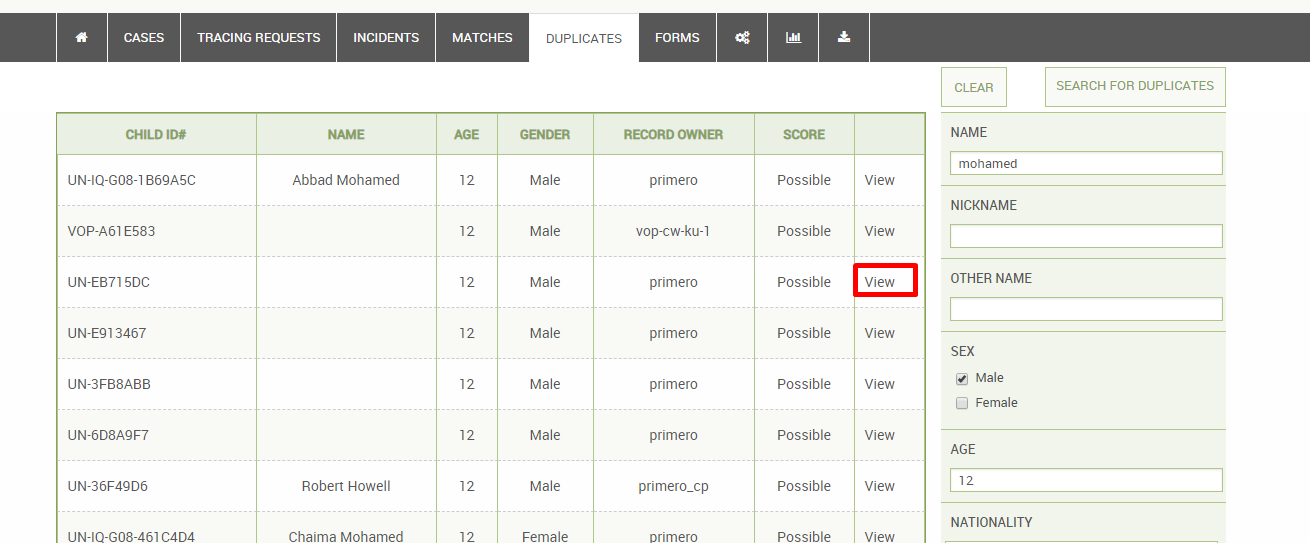 CASES TRACING REQUESTS INCIDENTS MATCHES DUPLICATES FORMS
CLEAR SEARCH FOR DUPLICATES
CHILD ID# NAME AGE GENDER RECORD OWNER SCORE
UN-IQ-G08-1B69A5C Abbad Mohamed 12 Male primero Possible View
VOP-A61E583 12 Male vop-cw-ku-1 Possible View
UN-EB715DC 12 Male primero Possible View
UN-E913467 12 Male primero Possible View
UN-3FB8ABB 12 Male primero Possible View
UN-6D8A9F7 12 Male primero Possible View
UN-36F49D6 Robert Howell 12 Male primero_cp Possible View
UN-IQ-G08-461C4D4 Chaima Mohamed 12 Female primero Possible View
NAME
mohamed
NICKNAME
OTHER NAME
SEX
Male
Female
AGE
12
NATIONALITY